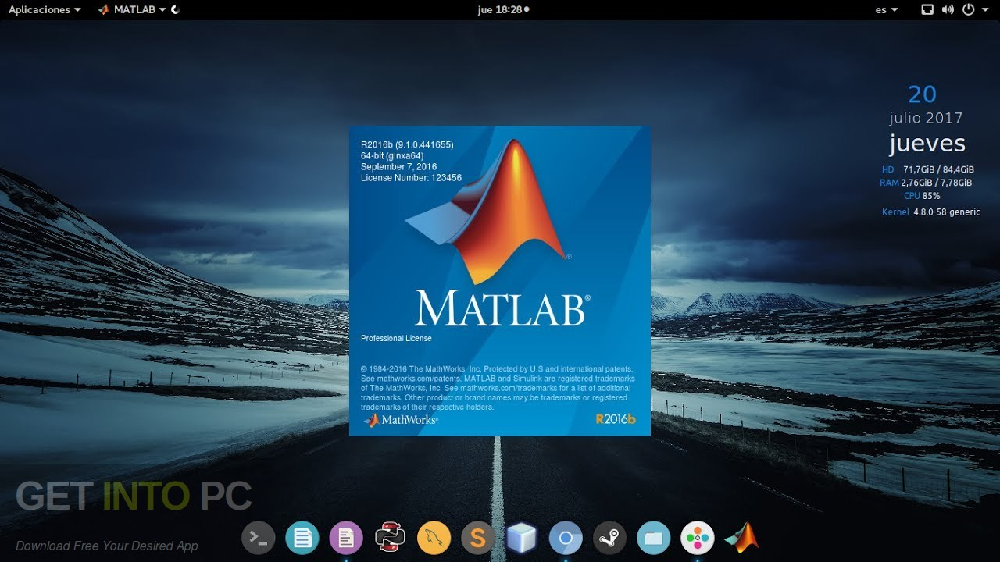 Aplicaciones MATLAB jue 18:28 es
20
julio 2017
jueves
HD 71,7GiB / 84,4GiB
RAM 2,76GiB / 7,78GiB
CPU 85%
Kernel 4.8.0-58-generic
R2016b (9.1.0.441655)
64-bit (glnxa64)
September 7, 2016
License Number: 123456
®
MATLAB®
Professional License
© 1984-2016 The MathWorks, Inc. Protected by U.S and international patents.
See mathworks.com/patents. MATLAB and Simulink are registered trademarks
of The MathWorks, Inc. See mathworks.com/trademarks for a list of additional
trademarks. Other product or brand names may be trademarks or registered
trademarks of their respective holders.
MathWorks® R2016b
GET INTO PC
Download Free Your Desired App